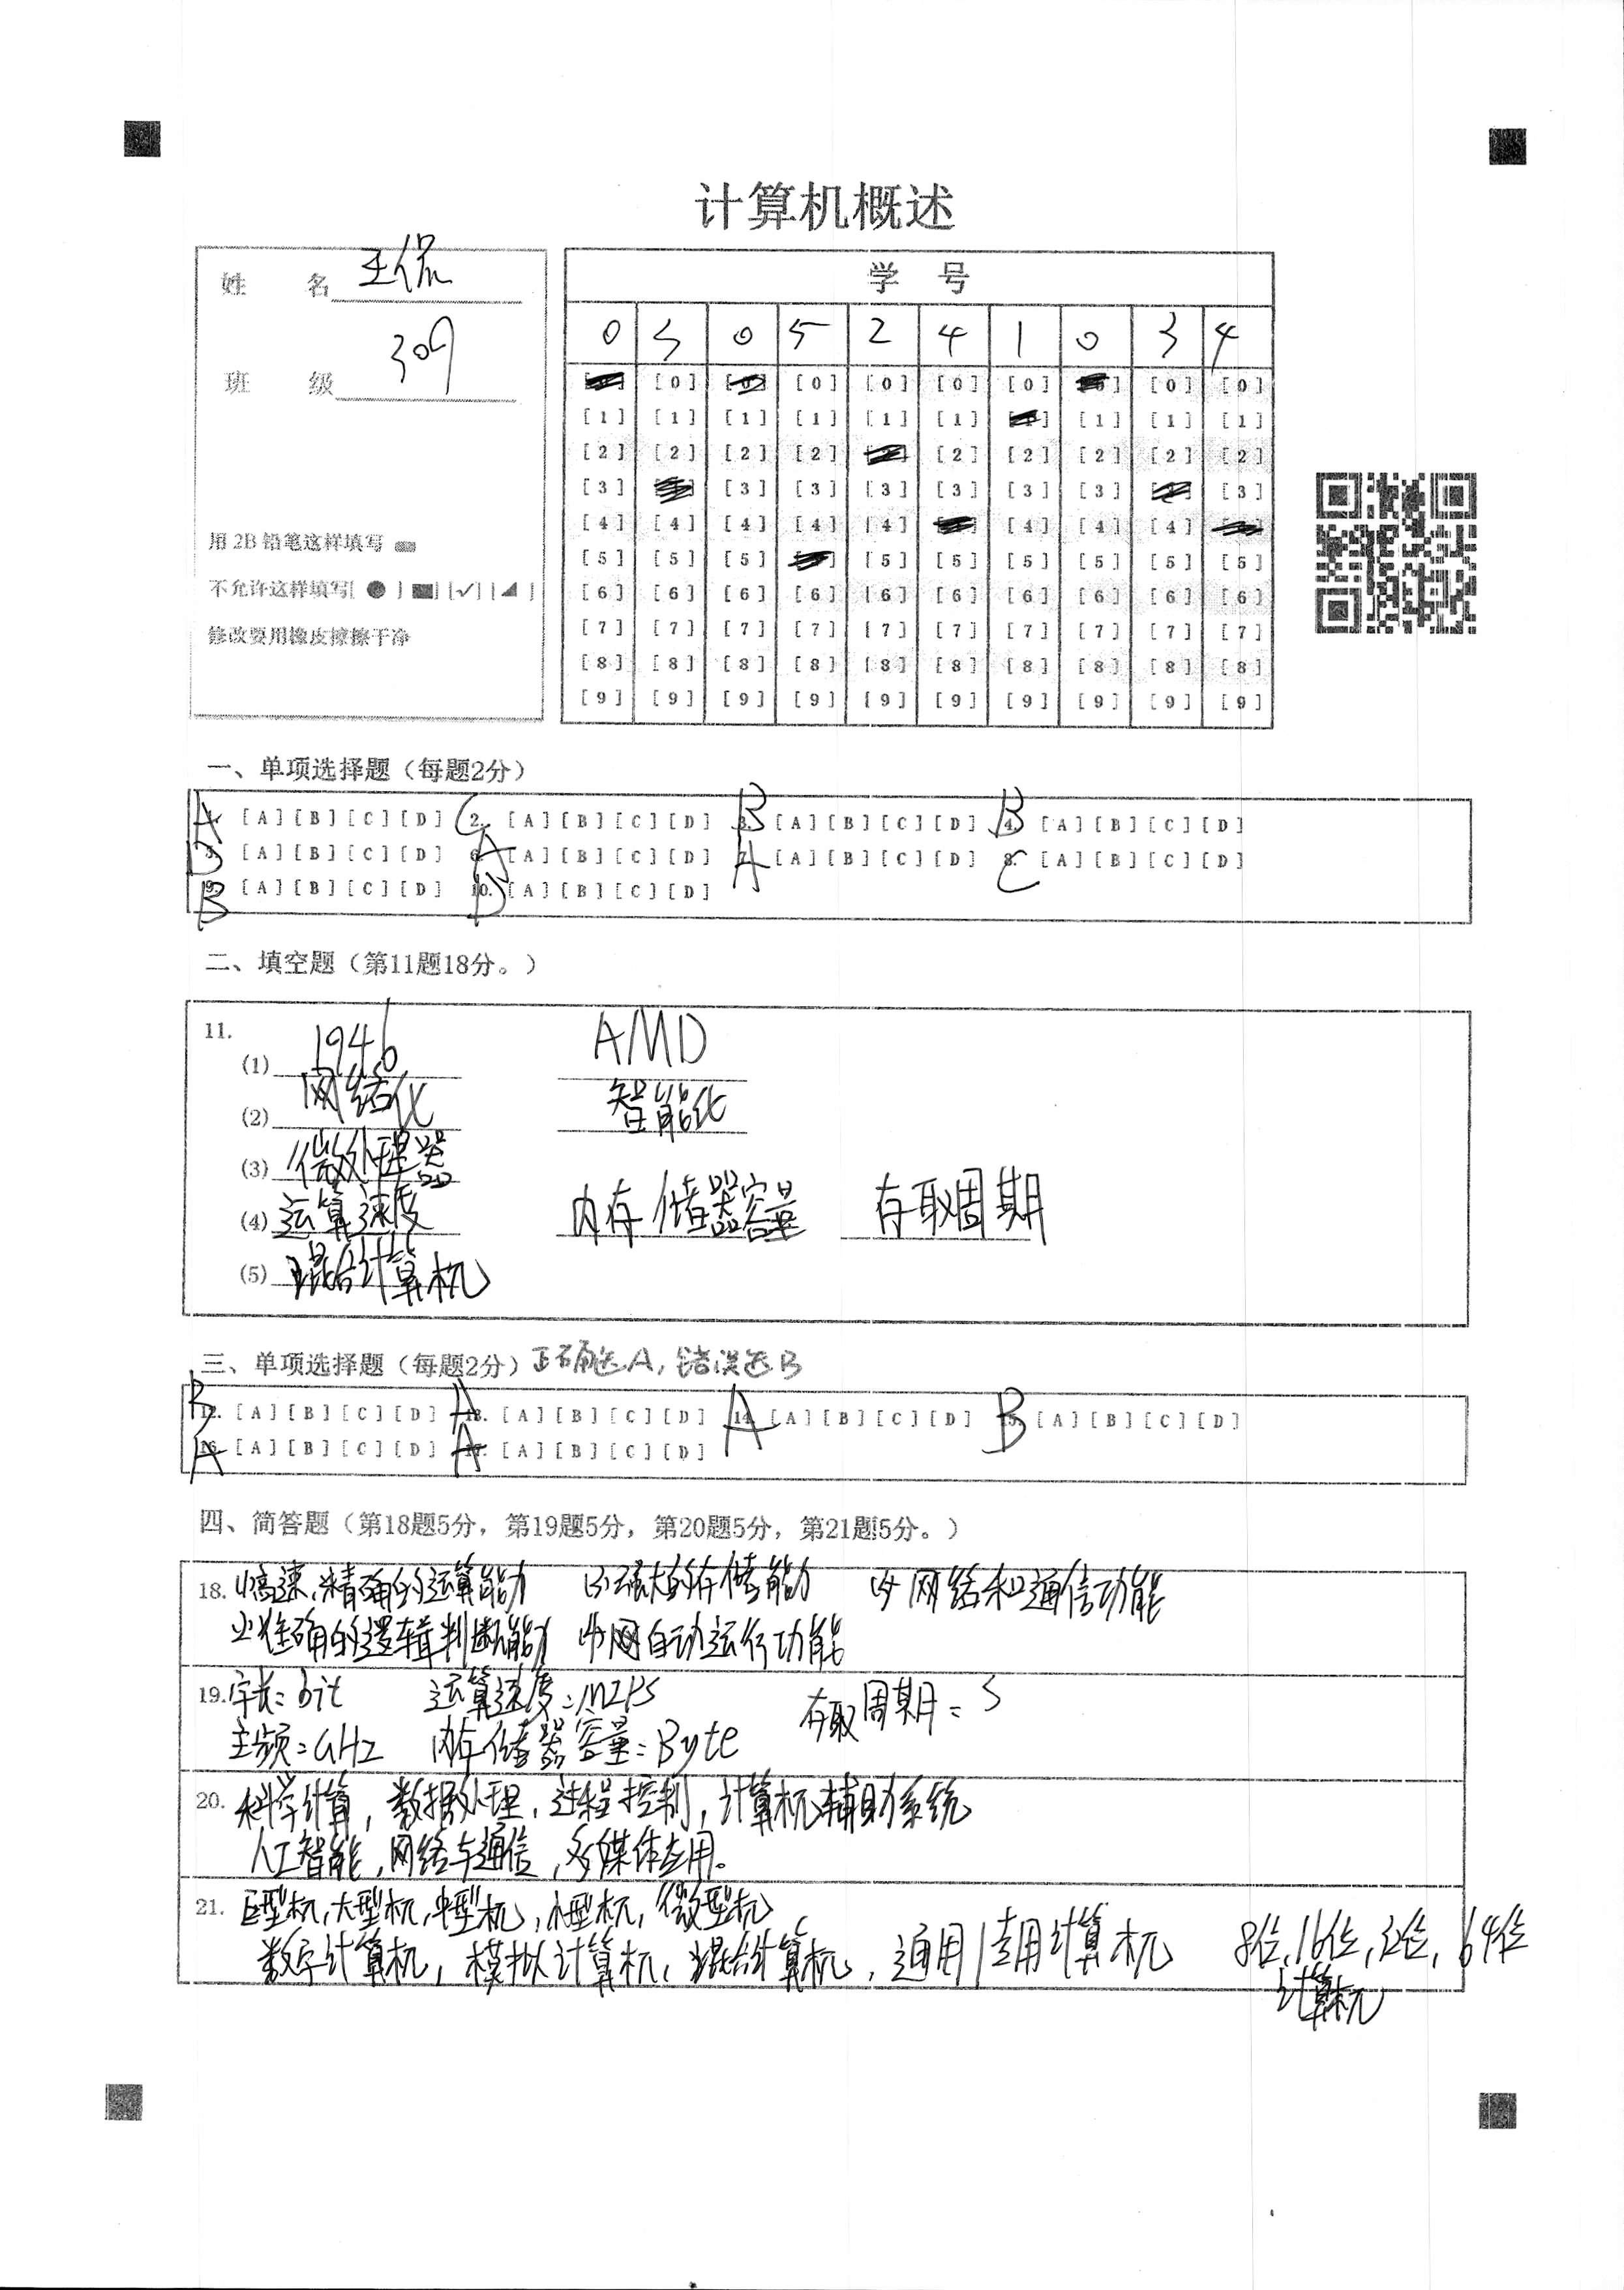 计算机概述
姓 名 王侃
班 级 309
用 2B 铅笔这样填写
不允许这样填写[ ● ] [■] [✓] [◢ ]
修改要用橡皮擦擦干净
学 号
0 3 0 5 2 4 1 0 3 4
[0] [0] [0] [0] [0] [0]
[1] [1] [1] [1] [1] [1] [1] [1] [1]
[2] [2] [2] [2] [2] [2] [2] [2] [2]
[3] [3] [3] [3] [3] [3] [3] [3]
[4] [4] [4] [4] [4] [4] [4] [4]
[5] [5] [5] [5] [5] [5] [5] [5] [5]
[6] [6] [6] [6] [6] [6] [6] [6] [6] [6]
[7] [7] [7] [7] [7] [7] [7] [7] [7] [7]
[8] [8] [8] [8] [8] [8] [8] [8] [8] [8]
[9] [9] [9] [9] [9] [9] [9] [9] [9] [9]
一、单项选择题（每题2分）
A [A] [B] [C] [D] C 2. [A] [B] [C] [D] B 3. [A] [B] [C] [D] B 4. [A] [B] [C] [D]
D 5. [A] [B] [C] [D] A 6. [A] [B] [C] [D] A 7. [A] [B] [C] [D] C 8. [A] [B] [C] [D]
B 9. [A] [B] [C] [D] D 10. [A] [B] [C] [D]
二、填空题（第11题18分。）
11.
(1) 1946 AMD
(2) 网络化 智能化
(3) 微处理器
(4) 运算速度 内存储器容量 存取周期
(5) 混合计算机
三、单项选择题（每题2分）正确选A，错误选B
B 12. [A] [B] [C] [D] A 13. [A] [B] [C] [D] A 14. [A] [B] [C] [D] B 15. [A] [B] [C] [D]
A 16. [A] [B] [C] [D] A 17. [A] [B] [C] [D]
四、简答题（第18题5分，第19题5分，第20题5分，第21题5分。）
18. (1)高速、精确的运算能力 (3)强大的存储能力 (5)网络和通信功能
(2)准确的逻辑判断能力 (4) 自动运行功能
19. 字长=bit 运算速度=MIPS 存取周期=S
主频=GHz 内存储器容量=Byte
20. 科学计算，数据处理，过程控制，计算机辅助系统
人工智能，网络与通信，多媒体应用。
21. 巨型机，大型机，中型机，小型机，微型机
数字计算机，模拟计算机，混合计算机，通用/专用计算机 8位，16位，32位，64位
计算机